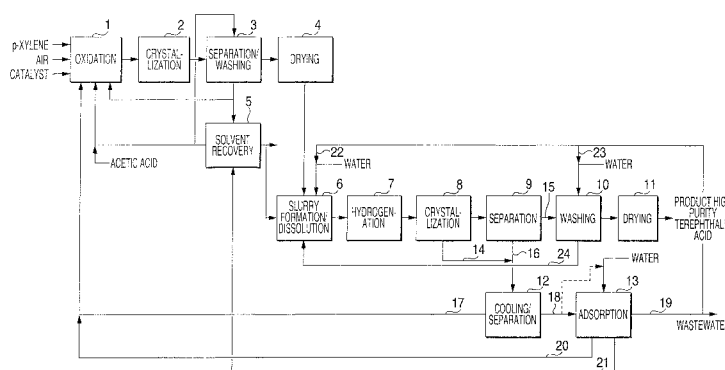 1
2
3
4
p-XYLENE
AIR
CATALYST
OXIDATION
CRYSTAL-
LIZATION
SEPARATION/
WASHING
DRYING
5
SOLVENT
RECOVERY
ACETIC ACID
22
WATER
23
WATER
6
7
8
9
15
10
11
SLURRY
FORMATION/
DISSOLUTION
HYDROGEN-
ATION
CRYSTAL-
LIZATION
SEPARATION
WASHING
DRYING
PRODUCT HIG
PURITY
TEREPHTHAL
ACID
14
16
24
WATER
12
13
17
COOLING/
SEPARATION
18
ADSORPTION
19
WASTEWATE
20
21